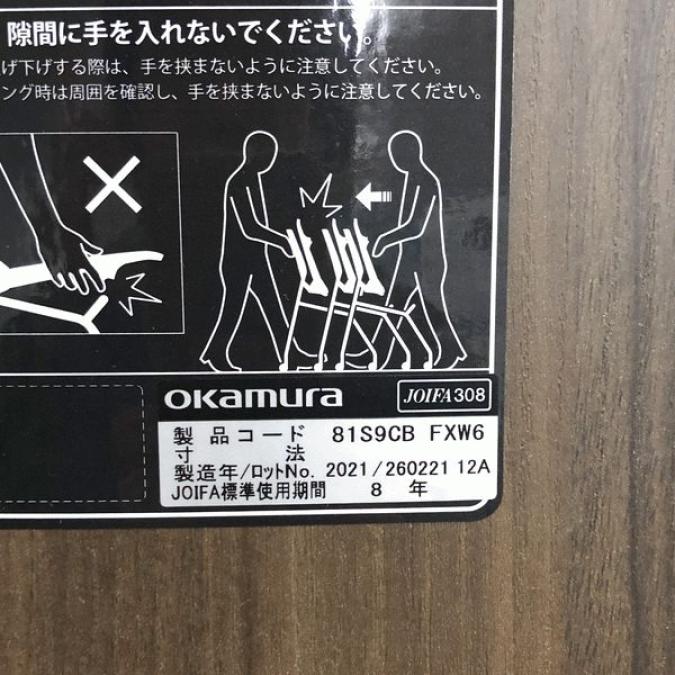 隙間に手を入れないでください。
げ下げする際は、手を挟まないように注意してください。
ング時は周囲を確認し、手を挟まないように注意してください。
OKAMURA JOIFA308
製品コード 81S9CB FXW6
寸 法
製造年/ロットNo. 2021/260221 12A
JOIFA標準使用期間 8 年